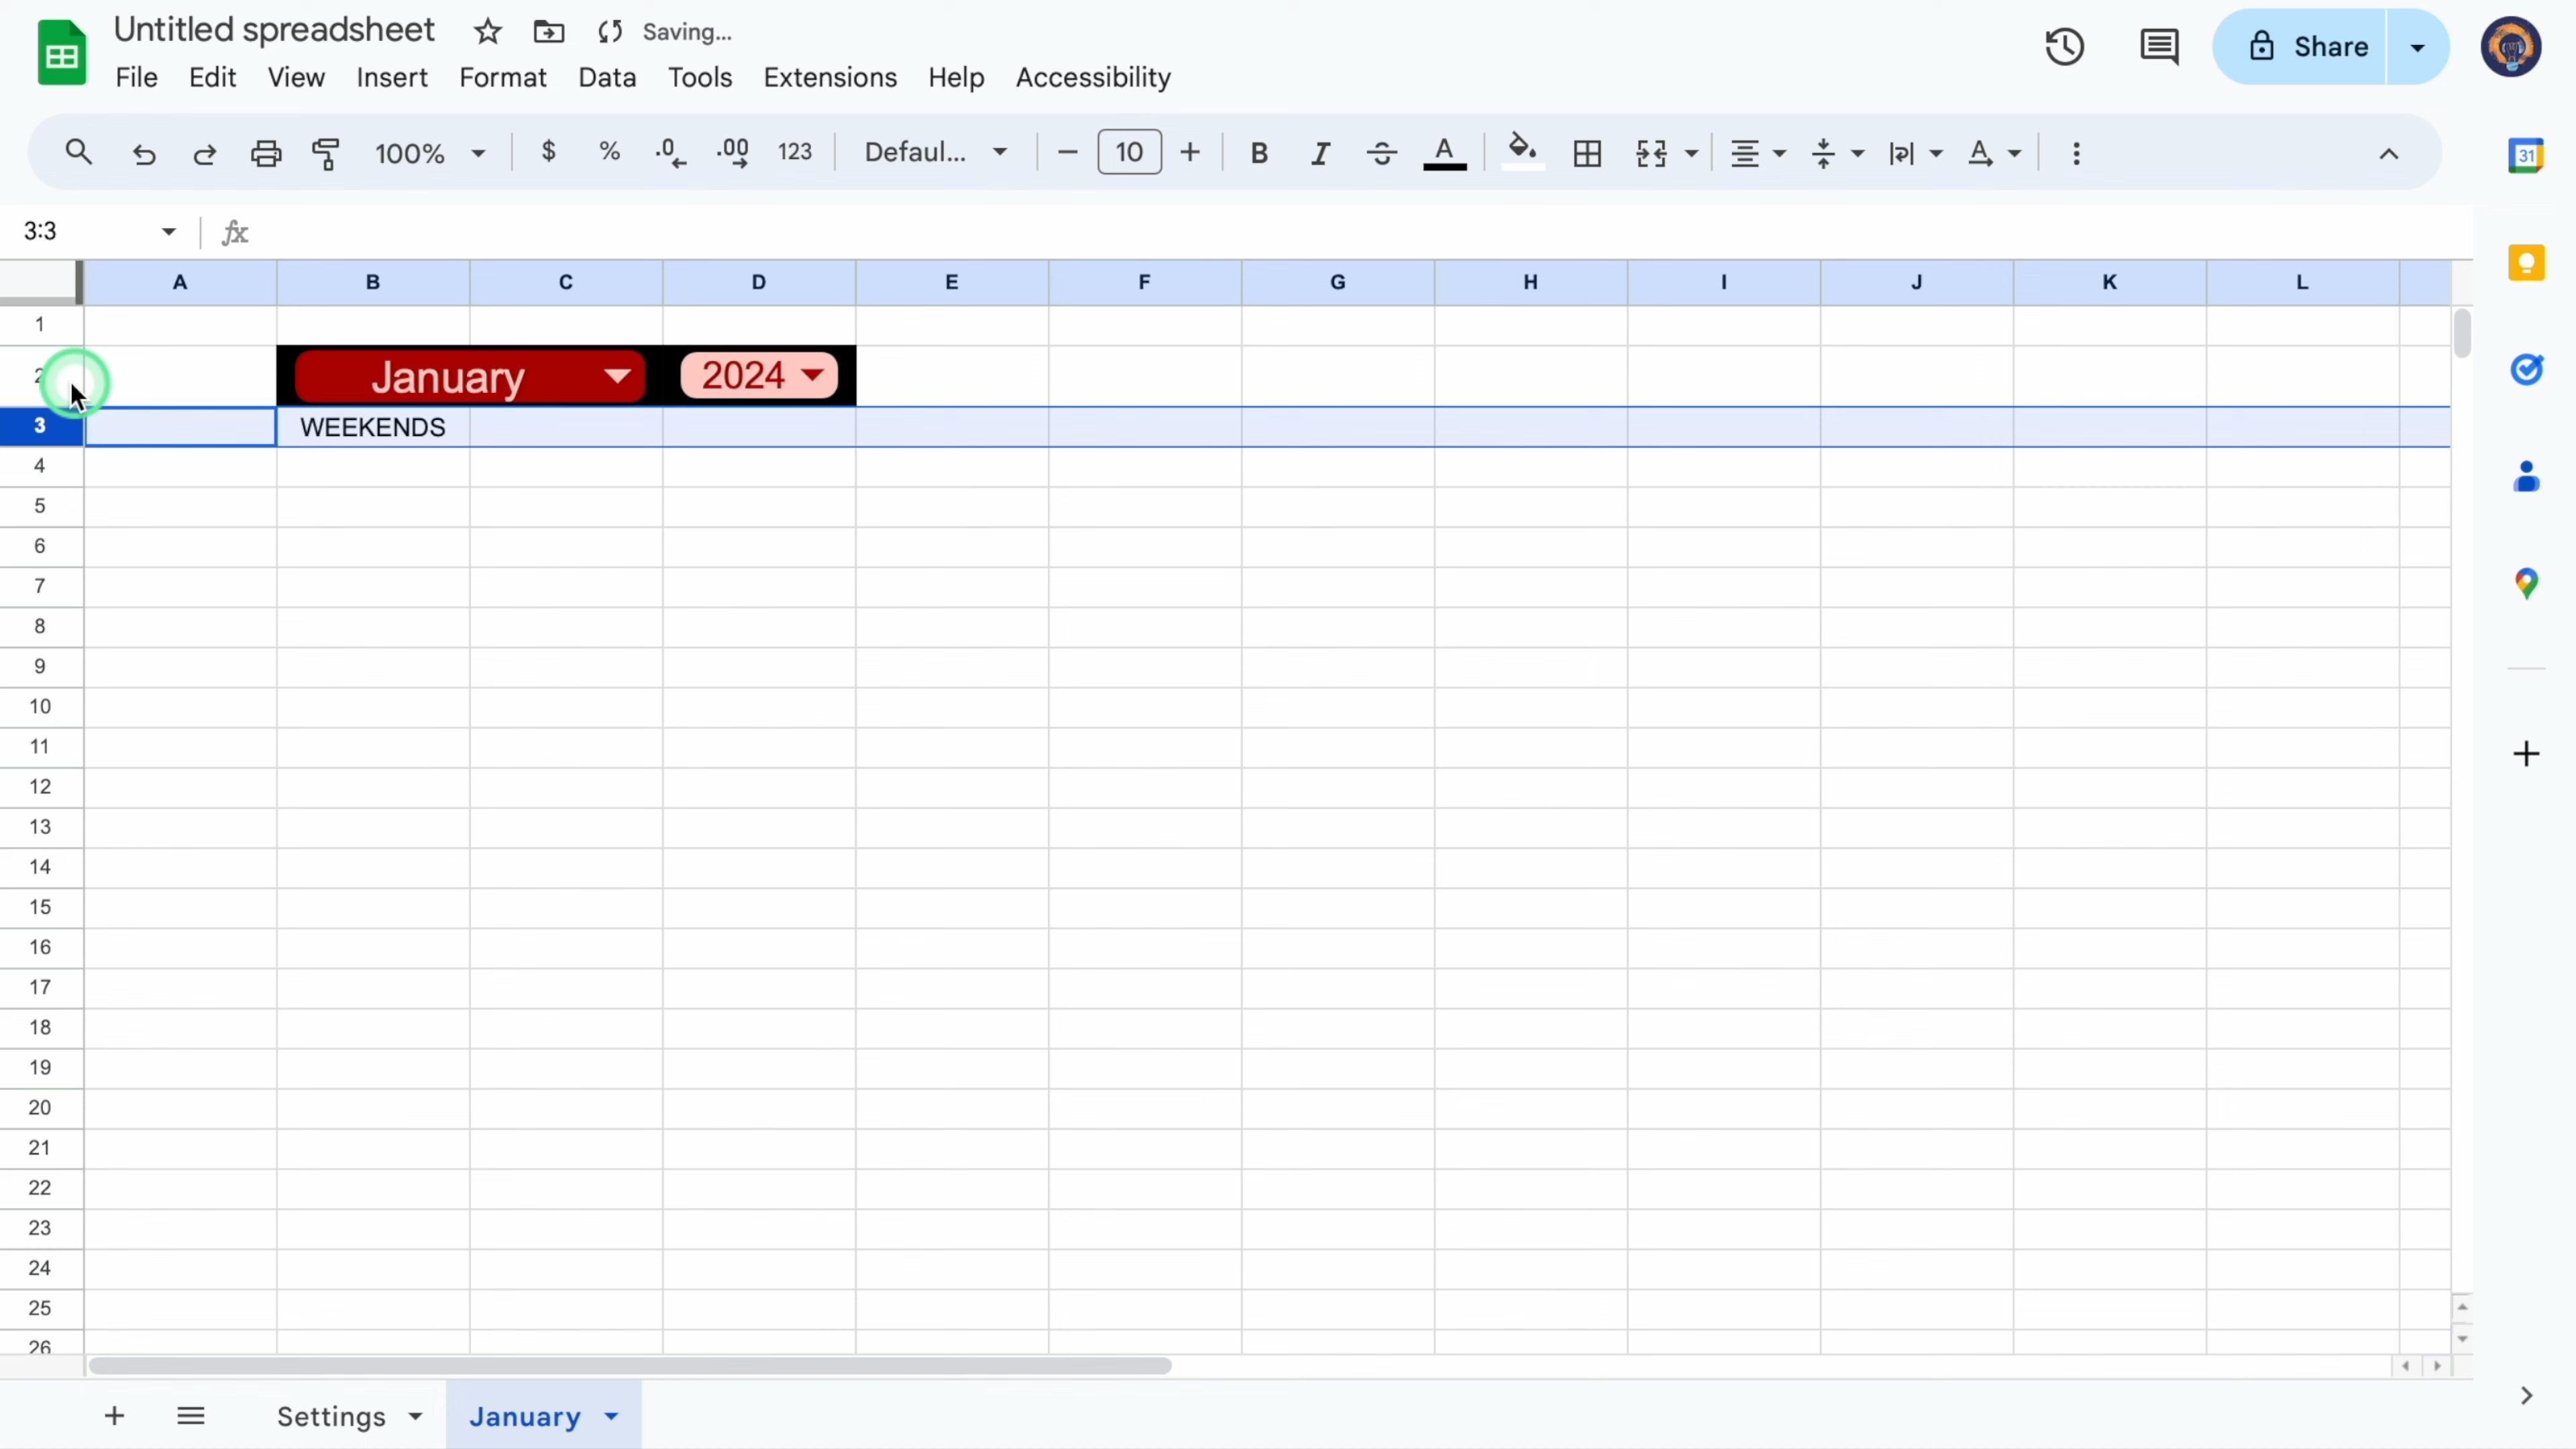 Untitled spreadsheet Saving...
File Edit View Insert Format Data Tools Extensions Help Accessibility
Share
100% $ % .0 .00 123 Defaul... 10 B I A A
31
3:3 fx
A B C D E F G H I J K L
1
2 January 2024
3 WEEKENDS
4
5
6
7
8
9
10
11
12
13
14
15
16
17
18
19
20
21
22
23
24
25
26
Settings January